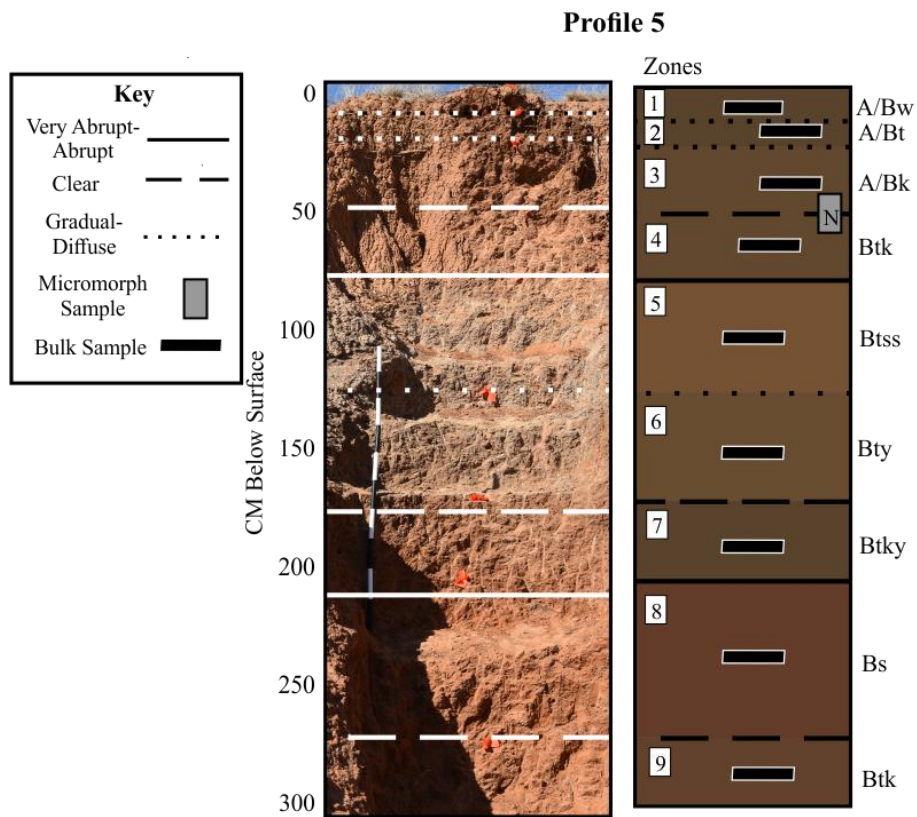 Profile 5
Key
Very Abrupt-
Abrupt
Clear
Gradual-
Diffuse
Micromorph
Sample
Bulk Sample
CM Below Surface
0
50
100
150
200
250
300
Zones
1
A/Bw
2
A/Bt
3
A/Bk
N
4
Btk
5
Btss
6
Bty
7
Btky
8
Bs
9
Btk